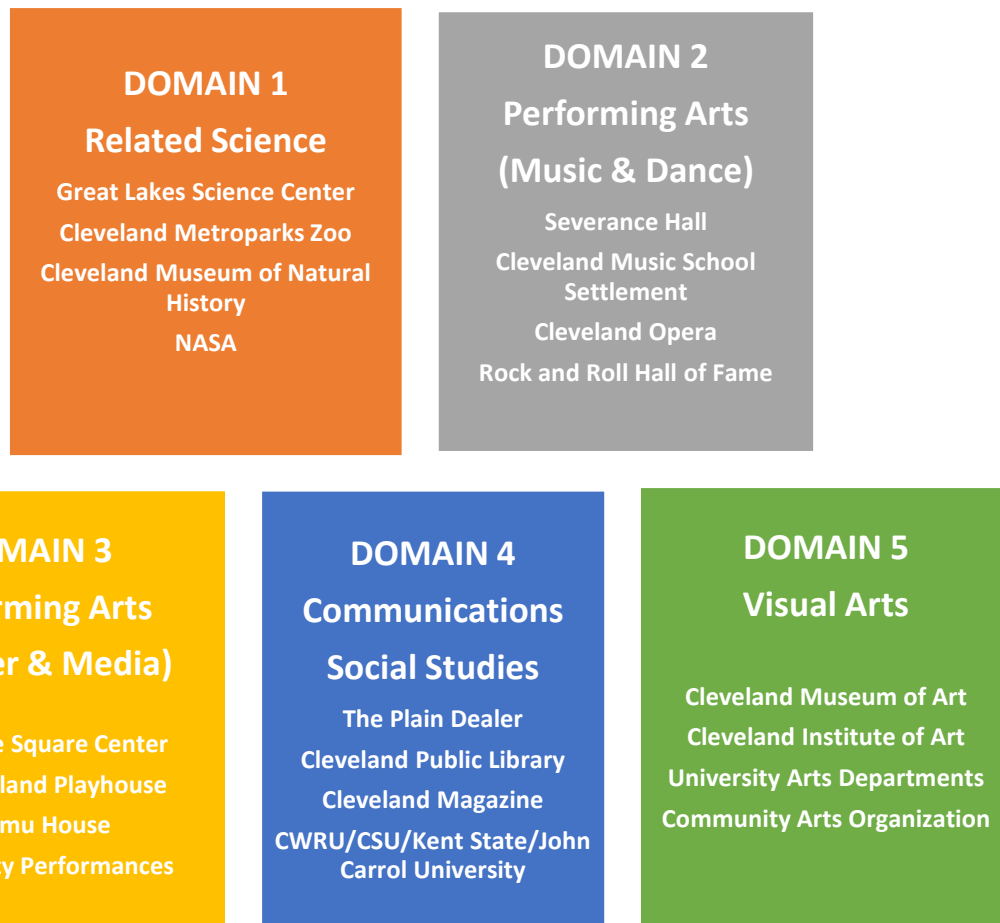 DOMAIN 1
Related Science
Great Lakes Science Center
Cleveland Metroparks Zoo
Cleveland Museum of Natural
History
NASA
DOMAIN 2
Performing Arts
(Music & Dance)
Severance Hall
Cleveland Music School
Settlement
Cleveland Opera
Rock and Roll Hall of Fame
MAIN 3
rming Arts
er & Media)
e Square Center
land Playhouse
mu House
ty Performances
DOMAIN 4
Communications
Social Studies
The Plain Dealer
Cleveland Public Library
Cleveland Magazine
CWRU/CSU/Kent State/John
Carrol University
DOMAIN 5
Visual Arts
Cleveland Museum of Art
Cleveland Institute of Art
University Arts Departments
Community Arts Organization